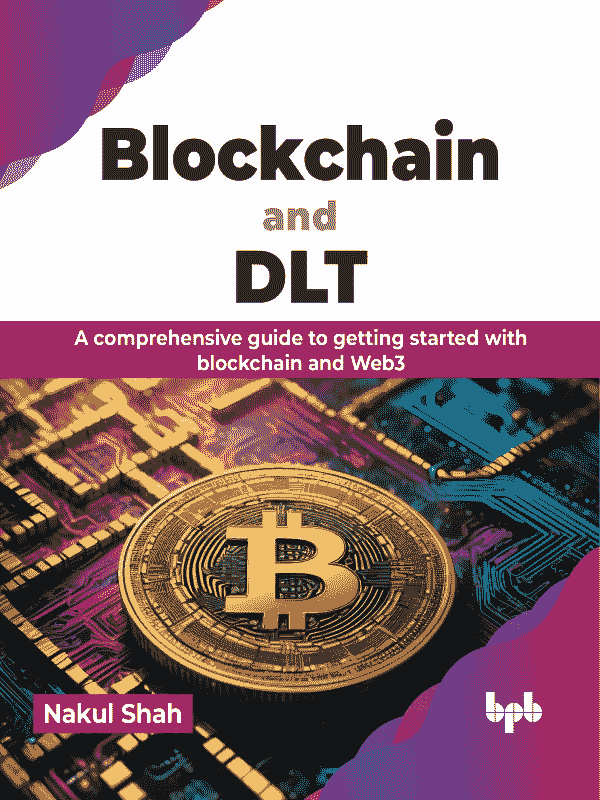 Blockchain
and
DLT
A comprehensive guide to getting started with
blockchain and Web3
Nakul Shah
bpb